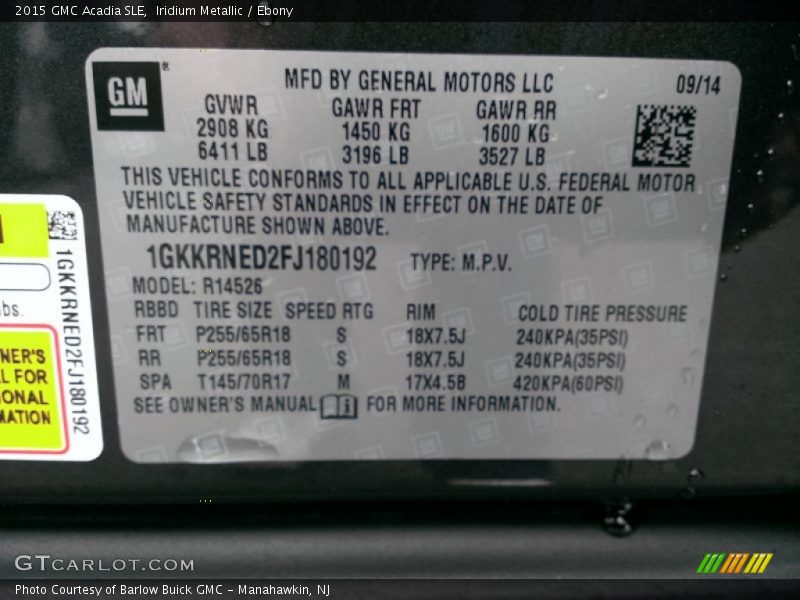 2015 GMC Acadia SLE, Iridium Metallic / Ebony
GM®
MFD BY GENERAL MOTORS LLC
09/14
GVWR GAWR FRT GAWR RR
2908 KG 1450 KG 1600 KG
6411 LB 3196 LB 3527 LB
THIS VEHICLE CONFORMS TO ALL APPLICABLE U.S. FEDERAL MOTOR
VEHICLE SAFETY STANDARDS IN EFFECT ON THE DATE OF
MANUFACTURE SHOWN ABOVE.
1GKKRNED2FJ180192 TYPE: M.P.V.
MODEL: R14526
RBBD TIRE SIZE SPEED RTG RIM COLD TIRE PRESSURE
FRT P255/65R18 S 18X7.5J 240KPA(35PSI)
RR P255/65R18 S 18X7.5J 240KPA(35PSI)
SPA T145/70R17 M 17X4.5B 420KPA(60PSI)
SEE OWNER'S MANUAL FOR MORE INFORMATION.
1GKKRNED2FJ180192
bs.
NER'S
L FOR
ONAL
MATION
GTCARLOT.COM
Photo Courtesy of Barlow Buick GMC - Manahawkin, NJ